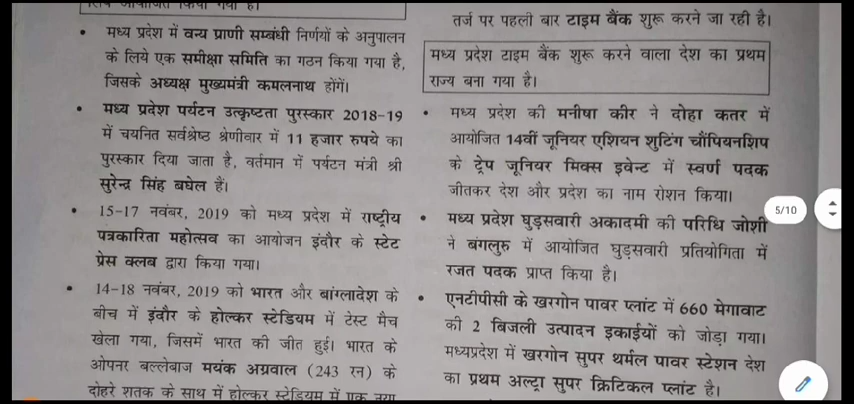 मध्य प्रदेश में वन्य प्राणी सम्बंधी निर्णयों के अनुपालन
के लिये एक समीक्षा समिति का गठन किया गया है,
जिसके अध्यक्ष मुख्यमंत्री कमलनाथ होंगें।
मध्य प्रदेश पर्यटन उत्कृष्टता पुरस्कार 2018-19
में चयनित सर्वश्रेष्ठ श्रेणीवार में 11 हजार रुपये का
पुरस्कार दिया जाता है, वर्तमान में पर्यटन मंत्री श्री
सुरेन्द्र सिंह बघेल हैं।
15-17 नवंबर, 2019 को मध्य प्रदेश में राष्ट्रीय
पत्रकारिता महोत्सव का आयोजन इंदौर के स्टेट
प्रेस क्लब द्वारा किया गया।
14-18 नवंबर, 2019 को भारत और बांग्लादेश के
बीच में इंदौर के होल्कर स्टेडियम में टेस्ट मैच
खेला गया, जिसमें भारत की जीत हुई। भारत के
ओपनर बल्लेबाज मयंक अग्रवाल (243 रन) के
दोहरे शतक के साथ में होल्कर स्टेडियम में एक नया
तर्ज पर पहली बार टाइम बैंक शुरू करने जा रही है।
मध्य प्रदेश टाइम बैंक शुरू करने वाला देश का प्रथम
राज्य बना गया है।
मध्य प्रदेश की मनीषा कीर ने दोहा कतर में
आयोजित 14वीं जूनियर एशियन शुटिंग चौंपियनशिप
के ट्रेप जूनियर मिक्स इवेन्ट में स्वर्ण पदक
जीतकर देश और प्रदेश का नाम रोशन किया।
मध्य प्रदेश घुड़सवारी अकादमी की परिधि जोशी
ने बंगलुरु में आयोजित घुड़सवारी प्रतियोगिता में
रजत पदक प्राप्त किया है।
एनटीपीसी के खरगोन पावर प्लांट में 660 मेगावाट
की 2 बिजली उत्पादन इकाईयों को जोड़ा गया।
मध्यप्रदेश में खरगोन सुपर थर्मल पावर स्टेशन देश
का प्रथम अल्ट्रा सुपर क्रिटिकल प्लांट है।
5/10